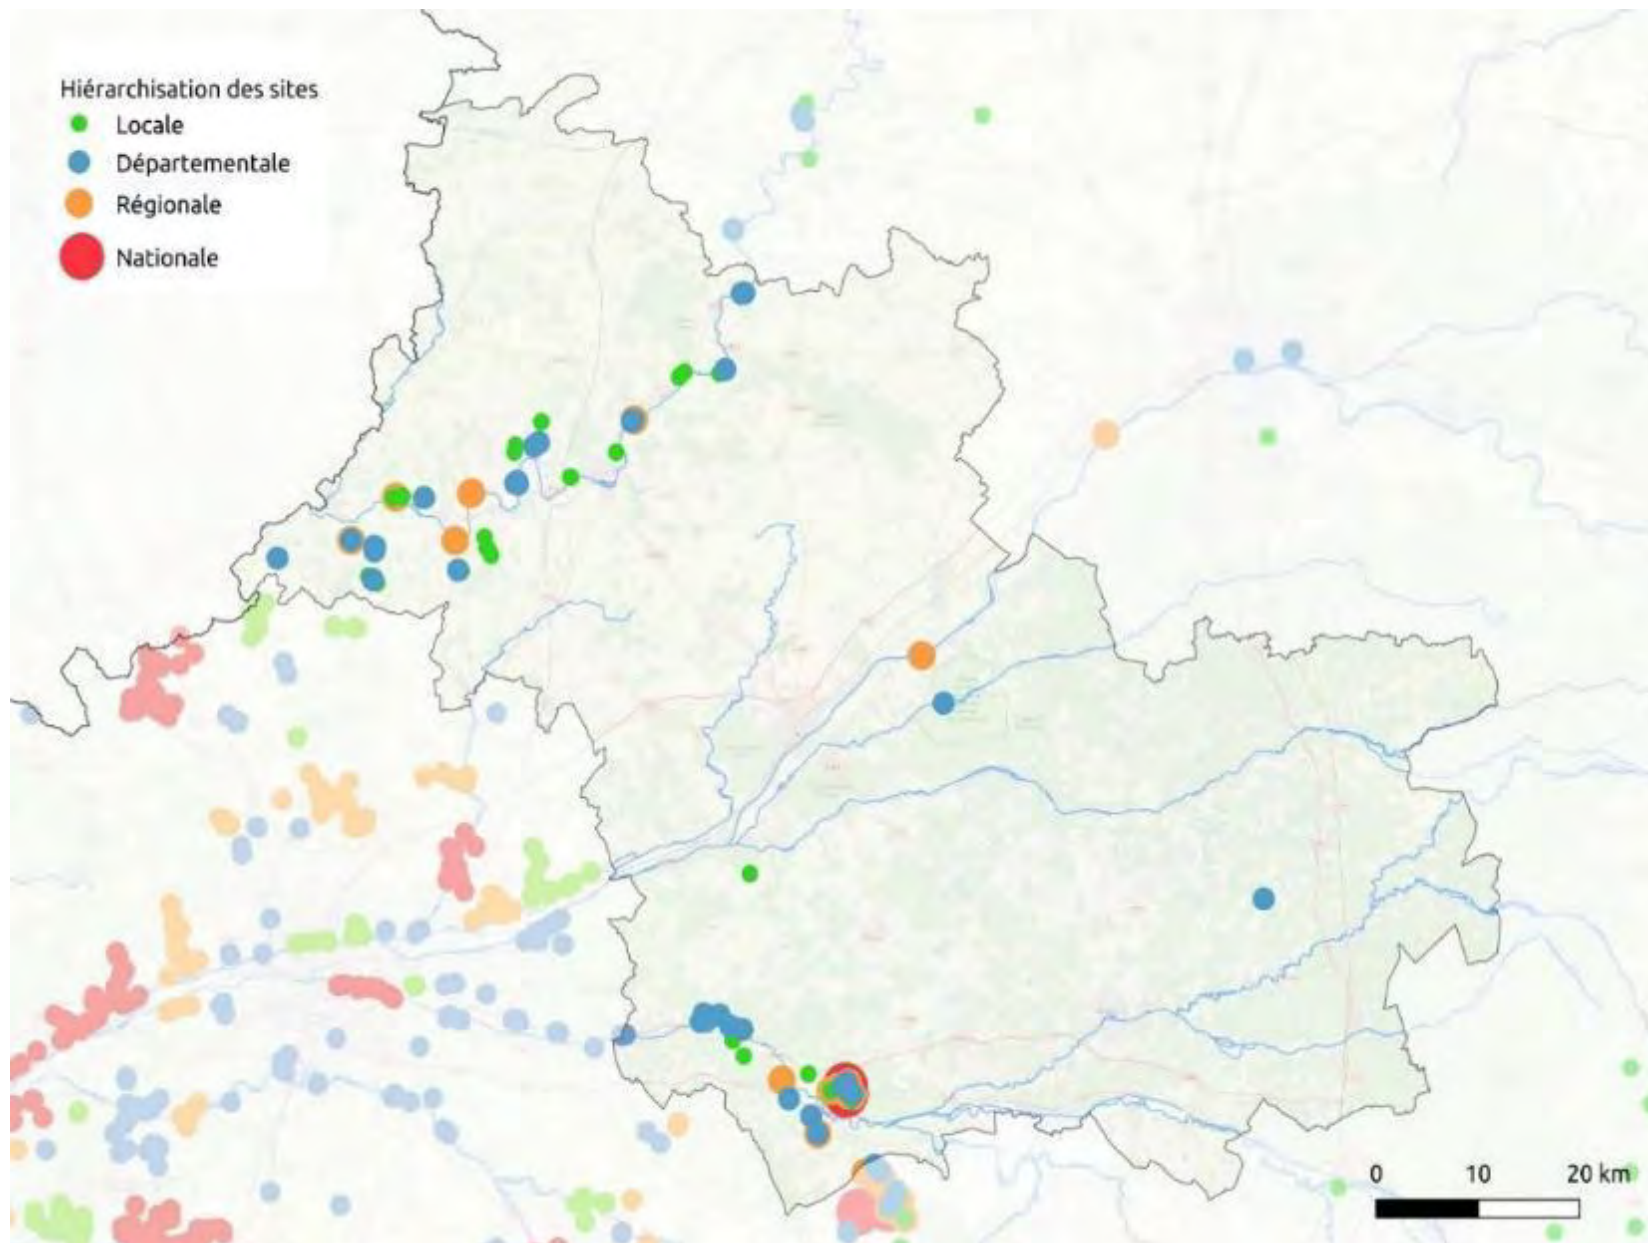 Hiérarchisation des sites
Locale
Départementale
Régionale
Nationale
0 10 20 km